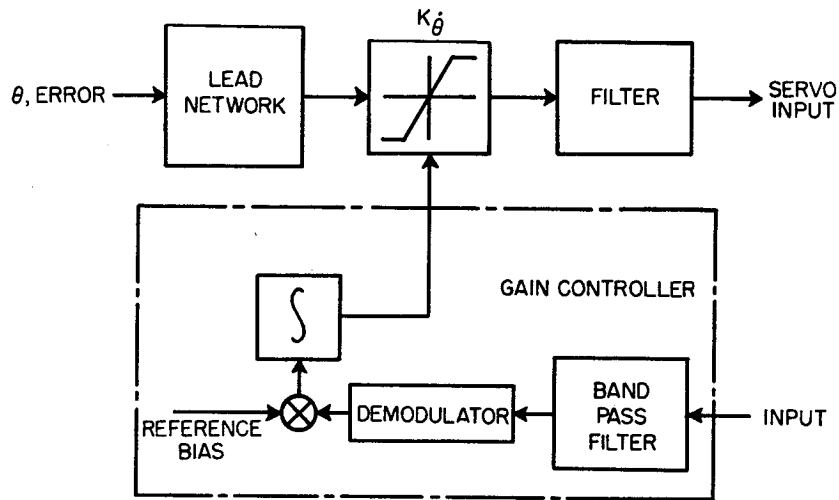 K_θ̇
LEAD
NETWORK
θ, ERROR
FILTER
SERVO
INPUT
GAIN CONTROLLER
∫
REFERENCE
BIAS
DEMODULATOR
BAND
PASS
FILTER
INPUT